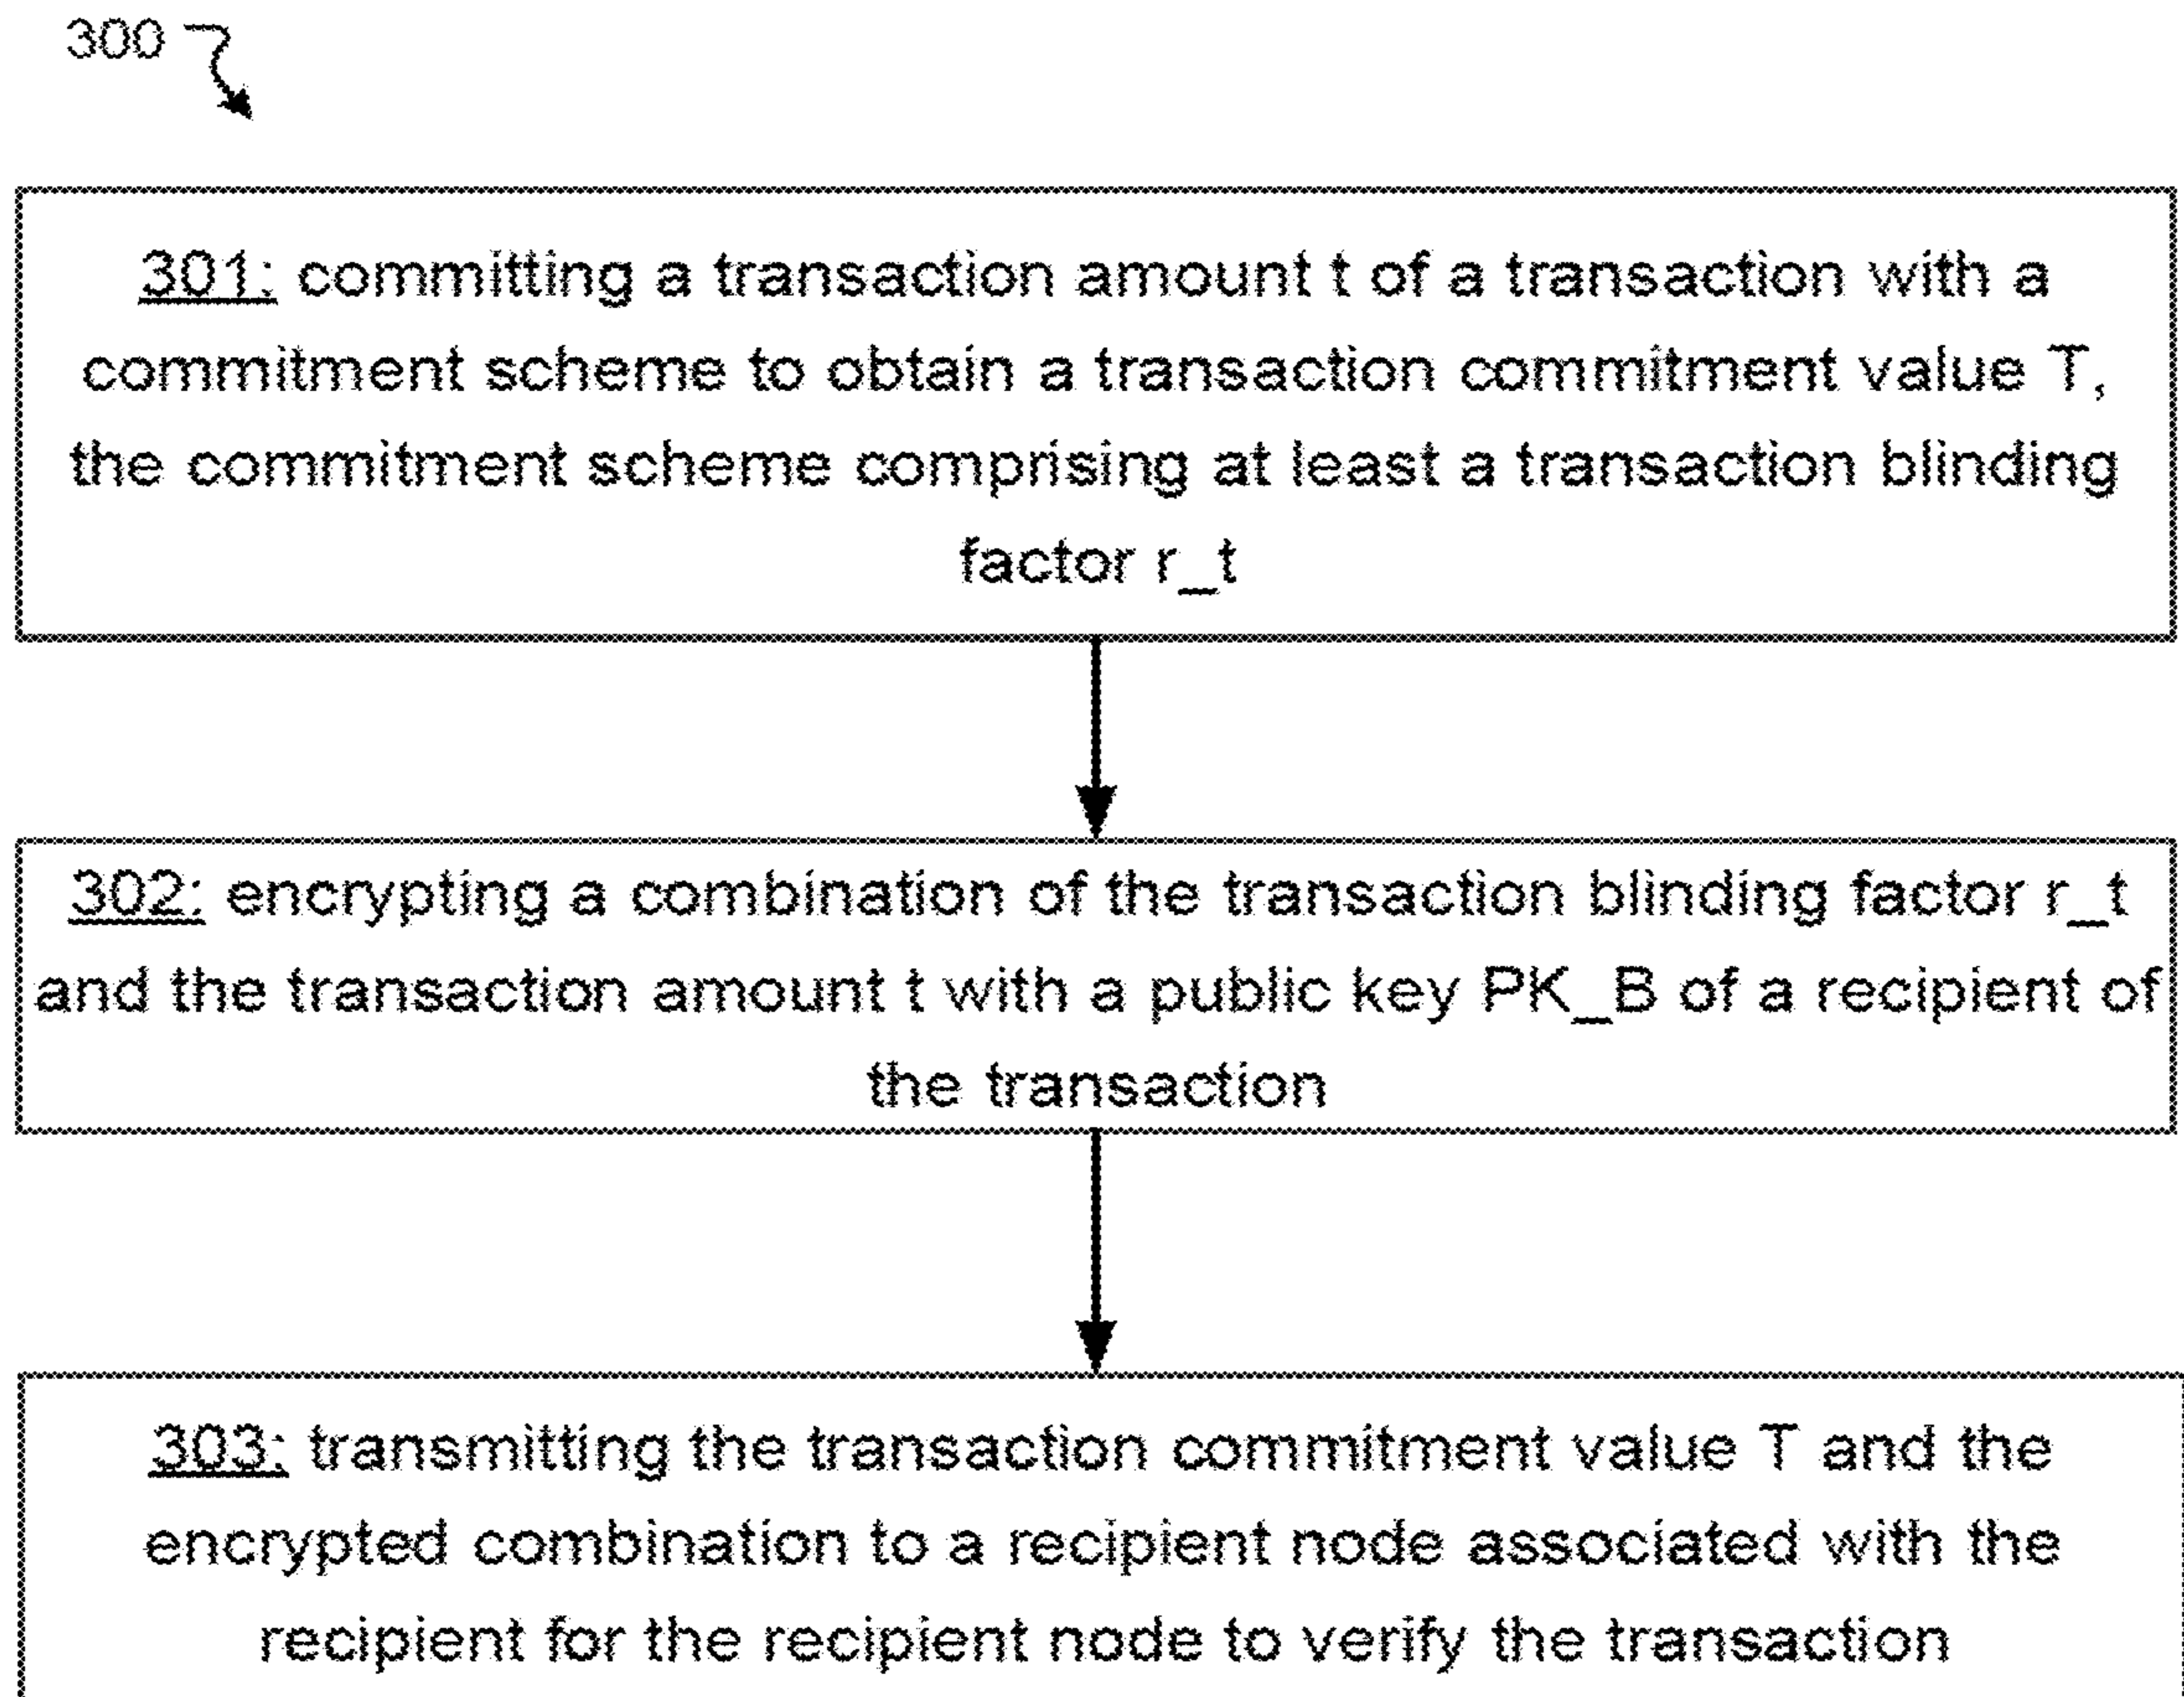 300
301: committing a transaction amount t of a transaction with a
commitment scheme to obtain a transaction commitment value T,
the commitment scheme comprising at least a transaction blinding
factor r_t
302: encrypting a combination of the transaction blinding factor r_t
and the transaction amount t with a public key PK_B of a recipient of
the transaction
303: transmitting the transaction commitment value T and the
encrypted combination to a recipient node associated with the
recipient for the recipient node to verify the transaction